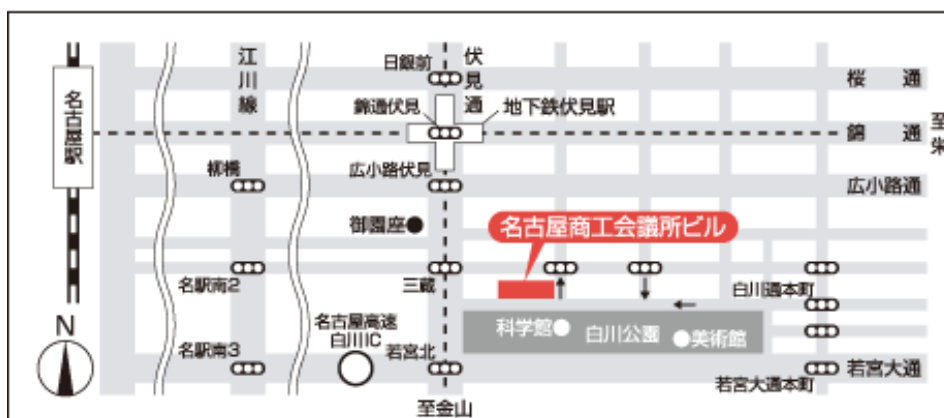 江川線
日銀前
伏見通
桜通
名古屋駅
錦通伏見
地下鉄伏見駅
錦通
至栄
柳橋
広小路伏見
広小路通
御園座
名古屋商工会議所ビル
名駅南2
三蔵
白川通本町
N
名古屋高速
白川IC
科学館
白川公園
美術館
名駅南3
若宮北
若宮大通
若宮大通本町
至金山